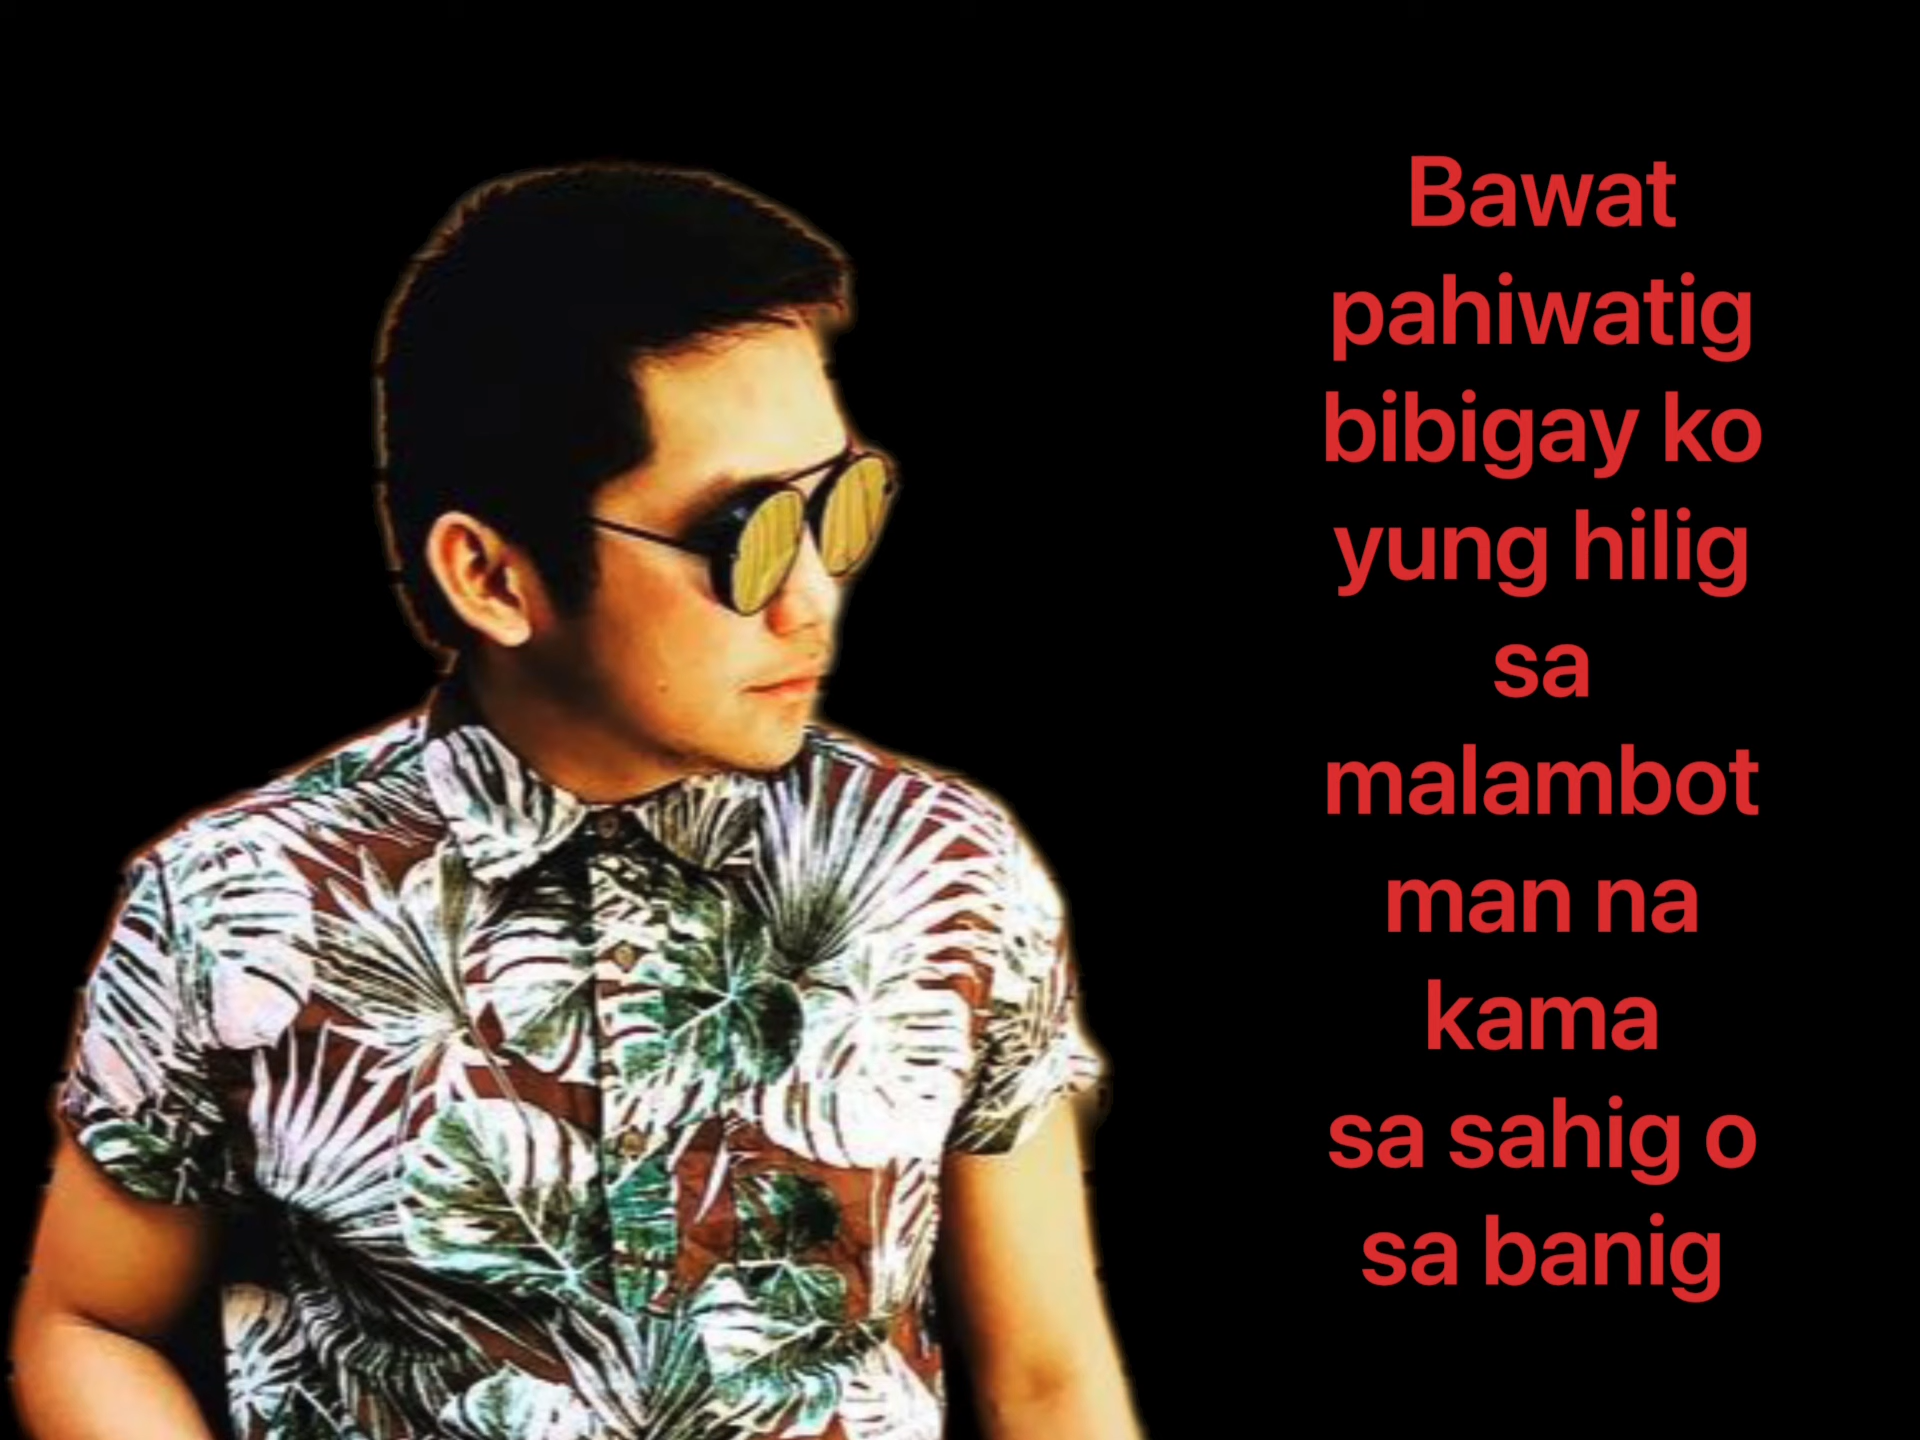 Bawat
pahiwatig
bibigay ko
yung hilig
sa
malambot
man na
kama
sa sahig o
sa banig